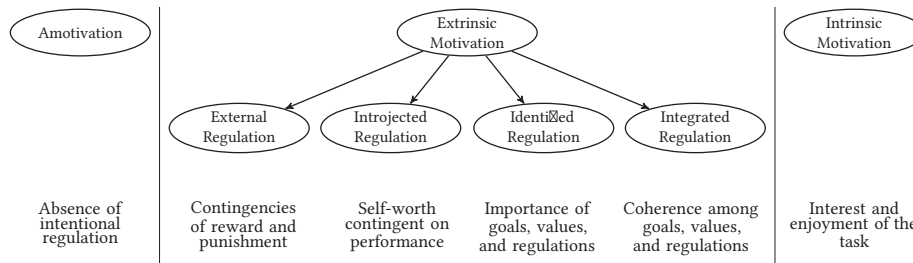 Amotivation
Extrinsic
Motivation
Intrinsic
Motivation
External
Regulation
Introjected
Regulation
Identi☒ed
Regulation
Integrated
Regulation
Absence of
intentional
regulation
Contingencies
of reward and
punishment
Self-worth
contingent on
performance
Importance of
goals, values,
and regulations
Coherence among
goals, values,
and regulations
Interest and
enjoyment of the
task